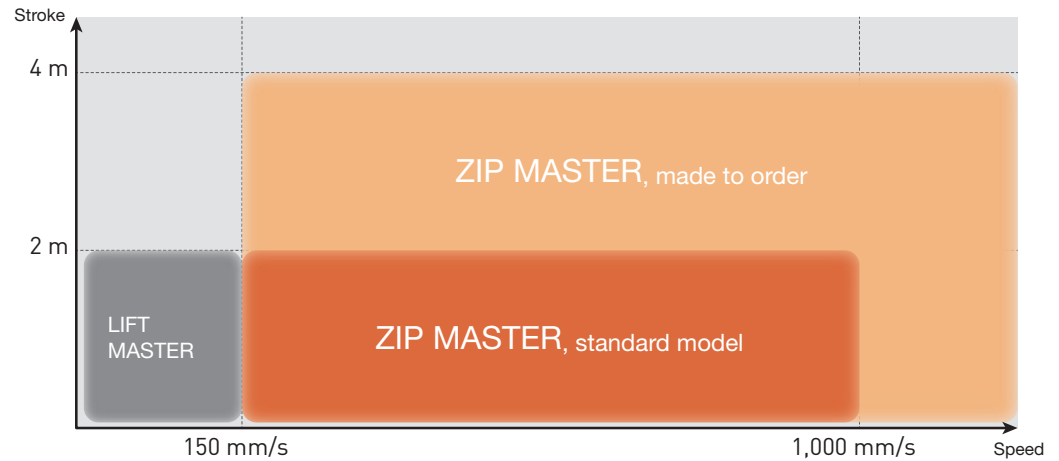 Stroke
4 m
ZIP MASTER, made to order
2 m
LIFT
MASTER
ZIP MASTER, standard model
150 mm/s
1,000 mm/s
Speed